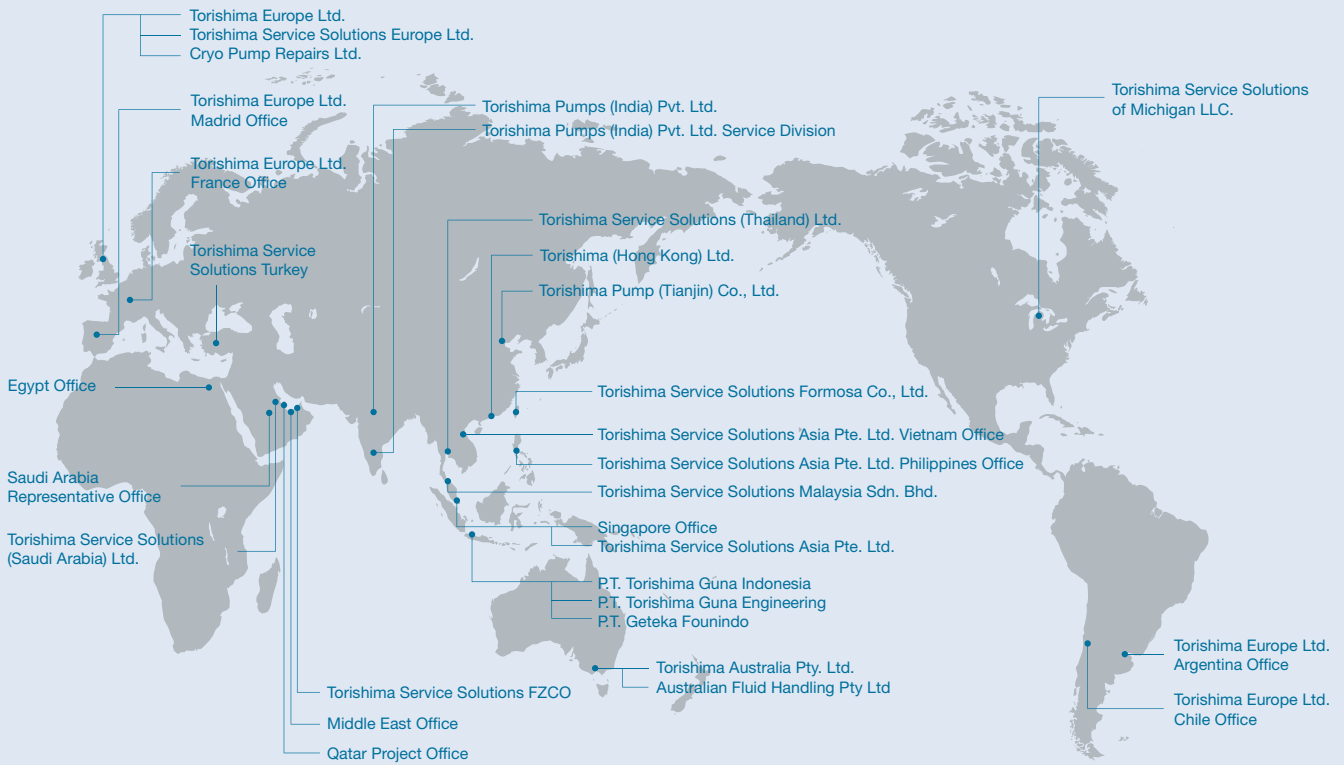 Torishima Europe Ltd.
Torishima Service Solutions Europe Ltd.
Cryo Pump Repairs Ltd.
Torishima Europe Ltd.
Madrid Office
Torishima Europe Ltd.
France Office
Torishima Service
Solutions Turkey
Egypt Office
Saudi Arabia
Representative Office
Torishima Service Solutions
(Saudi Arabia) Ltd.
Torishima Service Solutions FZCO
Middle East Office
Qatar Project Office
Torishima Pumps (India) Pvt. Ltd.
Torishima Pumps (India) Pvt. Ltd. Service Division
Torishima Service Solutions (Thailand) Ltd.
Torishima (Hong Kong) Ltd.
Torishima Pump (Tianjin) Co., Ltd.
Torishima Service Solutions Formosa Co., Ltd.
Torishima Service Solutions Asia Pte. Ltd. Vietnam Office
Torishima Service Solutions Asia Pte. Ltd. Philippines Office
Torishima Service Solutions Malaysia Sdn. Bhd.
Singapore Office
Torishima Service Solutions Asia Pte. Ltd.
P.T. Torishima Guna Indonesia
P.T. Torishima Guna Engineering
P.T. Geteka Founindo
Torishima Australia Pty. Ltd.
Australian Fluid Handling Pty Ltd
Torishima Service Solutions
of Michigan LLC.
Torishima Europe Ltd.
Argentina Office
Torishima Europe Ltd.
Chile Office